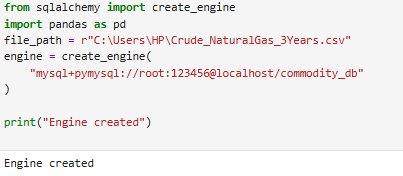 from sqlalchemy import create_engine
import pandas as pd
file_path = r"C:\Users\HP\Crude_NaturalGas_3Years.csv"
engine = create_engine(
    "mysql+pymysql://root:123456@localhost/commodity_db"
)
print("Engine created")
Engine created